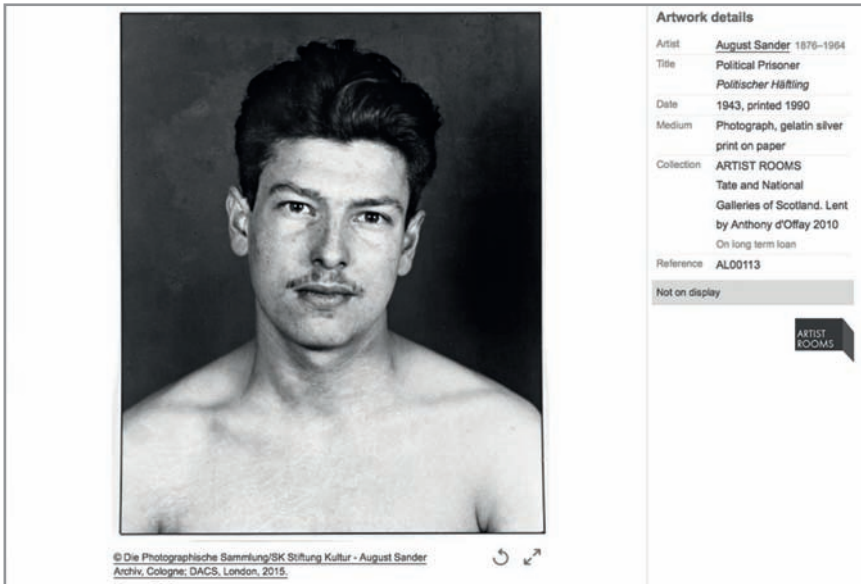 Artwork details
Artist August Sander 1876–1964
Title Political Prisoner
Politischer Häftling
Date 1943, printed 1990
Medium Photograph, gelatin silver
print on paper
Collection ARTIST ROOMS
Tate and National
Galleries of Scotland. Lent
by Anthony d'Offay 2010
On long term loan
Reference AL00113
Not on display
ARTIST
ROOMS
© Die Photographische Sammlung/SK Stiftung Kultur - August Sander
Archiv, Cologne; DACS, London, 2015.